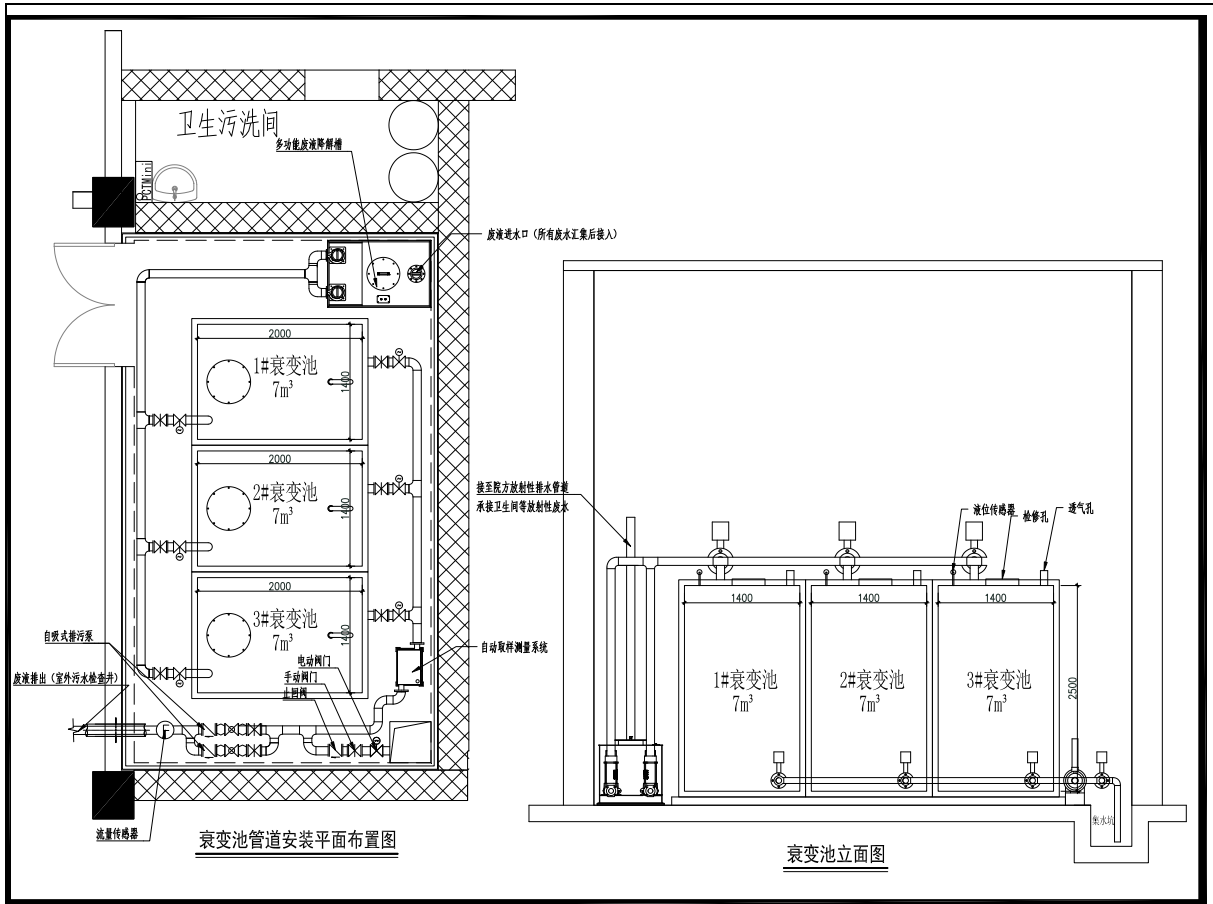 卫生污洗间
多功能废液降解槽
PCTMini
废液进水口（所有废水汇集后接入）
2000
1#衰变池
7m³
1400
2000
2#衰变池
7m³
1400
2000
3#衰变池
7m³
1400
自吸式排污泵
废液排出（室外污水检查井）
电动阀门
手动阀门
止回阀
自动取样测量系统
流量传感器
衰变池管道安装平面布置图
接至院方放射性排水管道
承接卫生间等放射性废水
液位传感器
检修孔
透气孔
1400
1400
1400
1#衰变池
7m³
2#衰变池
7m³
3#衰变池
7m³
2500
集水坑
衰变池立面图